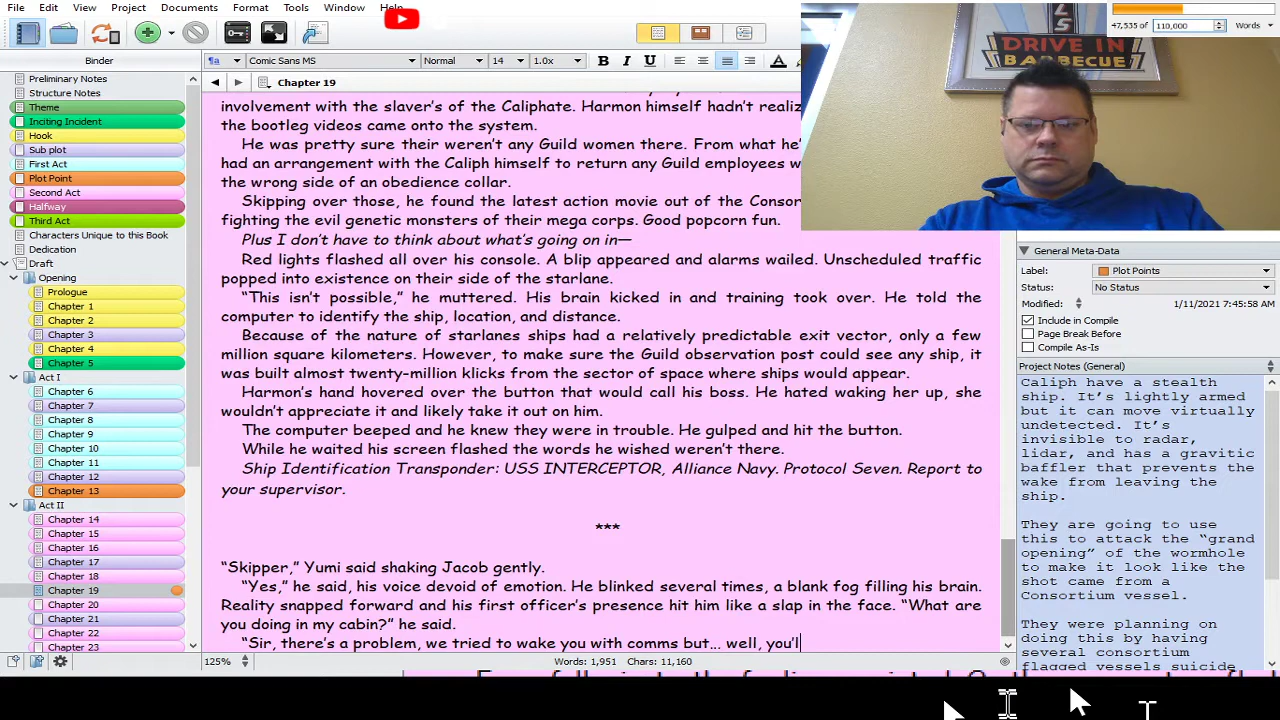 File Edit View Project Documents Format Tools Window Help
47,535 of 110,000 Words
LS
DRIVE IN
BARBECUE
Binder
¶a Comic Sans MS Normal 14 1.0x B I U A
Chapter 19
Preliminary Notes
Structure Notes
Theme
Inciting Incident
Hook
Sub plot
First Act
Plot Point
Second Act
Halfway
Third Act
Characters Unique to this Book
Dedication
Draft
Opening
Prologue
Chapter 1
Chapter 2
Chapter 3
Chapter 4
Chapter 5
Act I
Chapter 6
Chapter 7
Chapter 8
Chapter 9
Chapter 10
Chapter 11
Chapter 12
Chapter 13
Act II
Chapter 14
Chapter 15
Chapter 16
Chapter 17
Chapter 18
Chapter 19
Chapter 20
Chapter 21
Chapter 22
Chapter 23
involvement with the slaver's of the Caliphate. Harmon himself hadn't realiz
the bootleg videos came onto the system.
He was pretty sure their weren't any Guild women there. From what he'
had an arrangement with the Caliph himself to return any Guild employees w
the wrong side of an obedience collar.
Skipping over those, he found the latest action movie out of the Consor
fighting the evil genetic monsters of their mega corps. Good popcorn fun.
Plus I don't have to think about what's going on in—
Red lights flashed all over his console. A blip appeared and alarms wailed. Unscheduled traffic
popped into existence on their side of the starlane.
“This isn't possible,” he muttered. His brain kicked in and training took over. He told the
computer to identify the ship, location, and distance.
Because of the nature of starlanes ships had a relatively predictable exit vector, only a few
million square kilometers. However, to make sure the Guild observation post could see any ship, it
was built almost twenty-million klicks from the sector of space where ships would appear.
Harmon's hand hovered over the button that would call his boss. He hated waking her up, she
wouldn't appreciate it and likely take it out on him.
The computer beeped and he knew they were in trouble. He gulped and hit the button.
While he waited his screen flashed the words he wished weren't there.
Ship Identification Transponder: USS INTERCEPTOR, Alliance Navy. Protocol Seven. Report to
your supervisor.
***
“Skipper,” Yumi said shaking Jacob gently.
“Yes,” he said, his voice devoid of emotion. He blinked several times, a blank fog filling his brain.
Reality snapped forward and his first officer's presence hit him like a slap in the face. “What are
you doing in my cabin?” he said.
“Sir, there's a problem, we tried to wake you with comms but... well, you'l
125% Words: 1,951 Chars: 11,160
General Meta-Data
Label: Plot Points
Status: No Status
Modified: 1/11/2021 7:45:58 AM
Include in Compile
Page Break Before
Compile As-Is
Project Notes (General)
Caliph have a stealth
ship. It's lightly armed
but it can move virtually
undetected. It's
invisible to radar,
lidar, and has a gravitic
baffler that prevents the
wake from leaving the
ship.
They are going to use
this to attack the “grand
opening” of the wormhole
to make it look like the
shot came from a
Consortium vessel.
They were planning on
doing this by having
several consortium
flagged vessels suicide